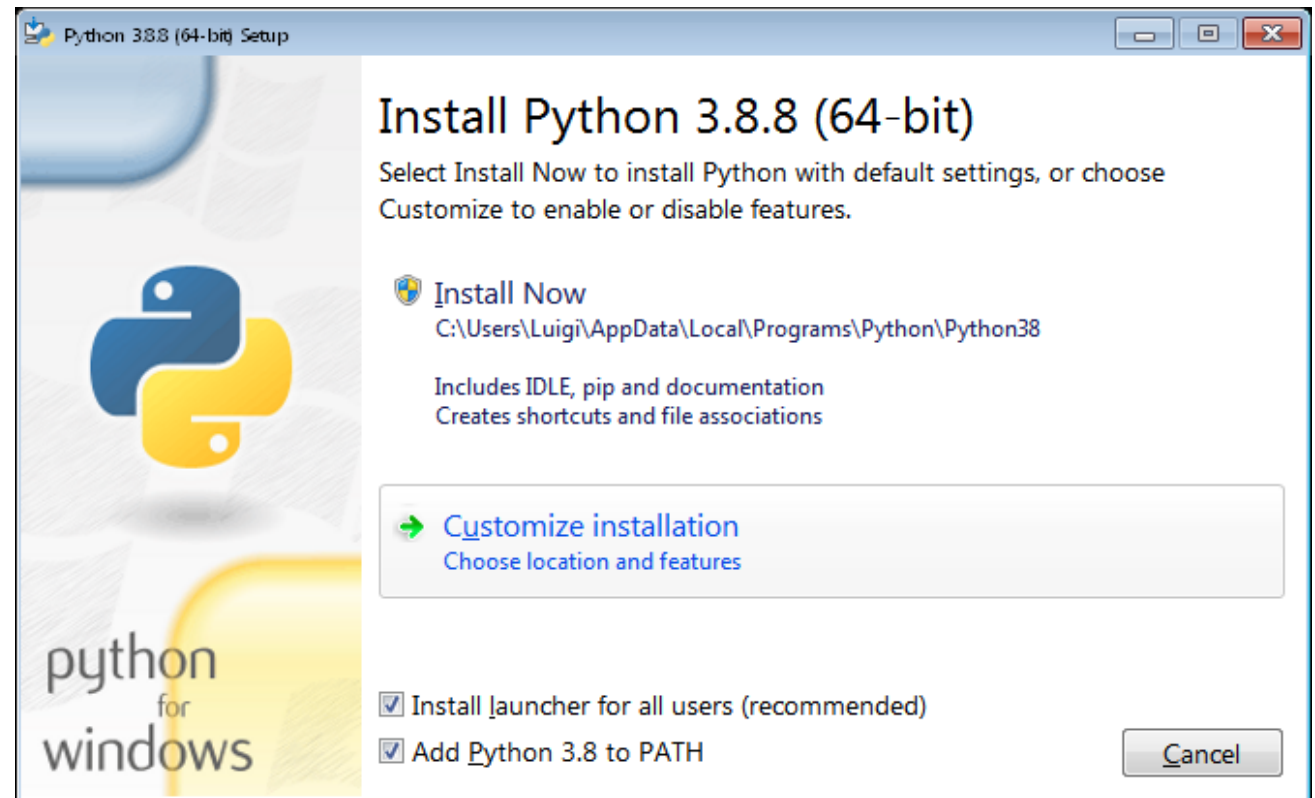 Python 3.8.8 (64-bit) Setup
Install Python 3.8.8 (64-bit)
Select Install Now to install Python with default settings, or choose
Customize to enable or disable features.
Install Now
C:\Users\Luigi\AppData\Local\Programs\Python\Python38
Includes IDLE, pip and documentation
Creates shortcuts and file associations
Customize installation
Choose location and features
python
for
windows
Install launcher for all users (recommended)
Add Python 3.8 to PATH
Cancel